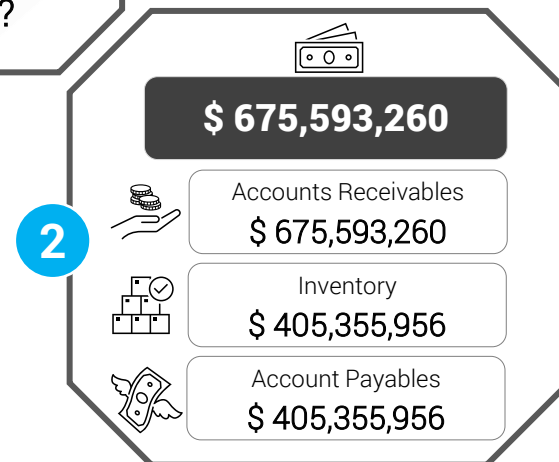 ?
$ 675,593,260
2
Accounts Receivables
$ 675,593,260
Inventory
$ 405,355,956
Account Payables
$ 405,355,956